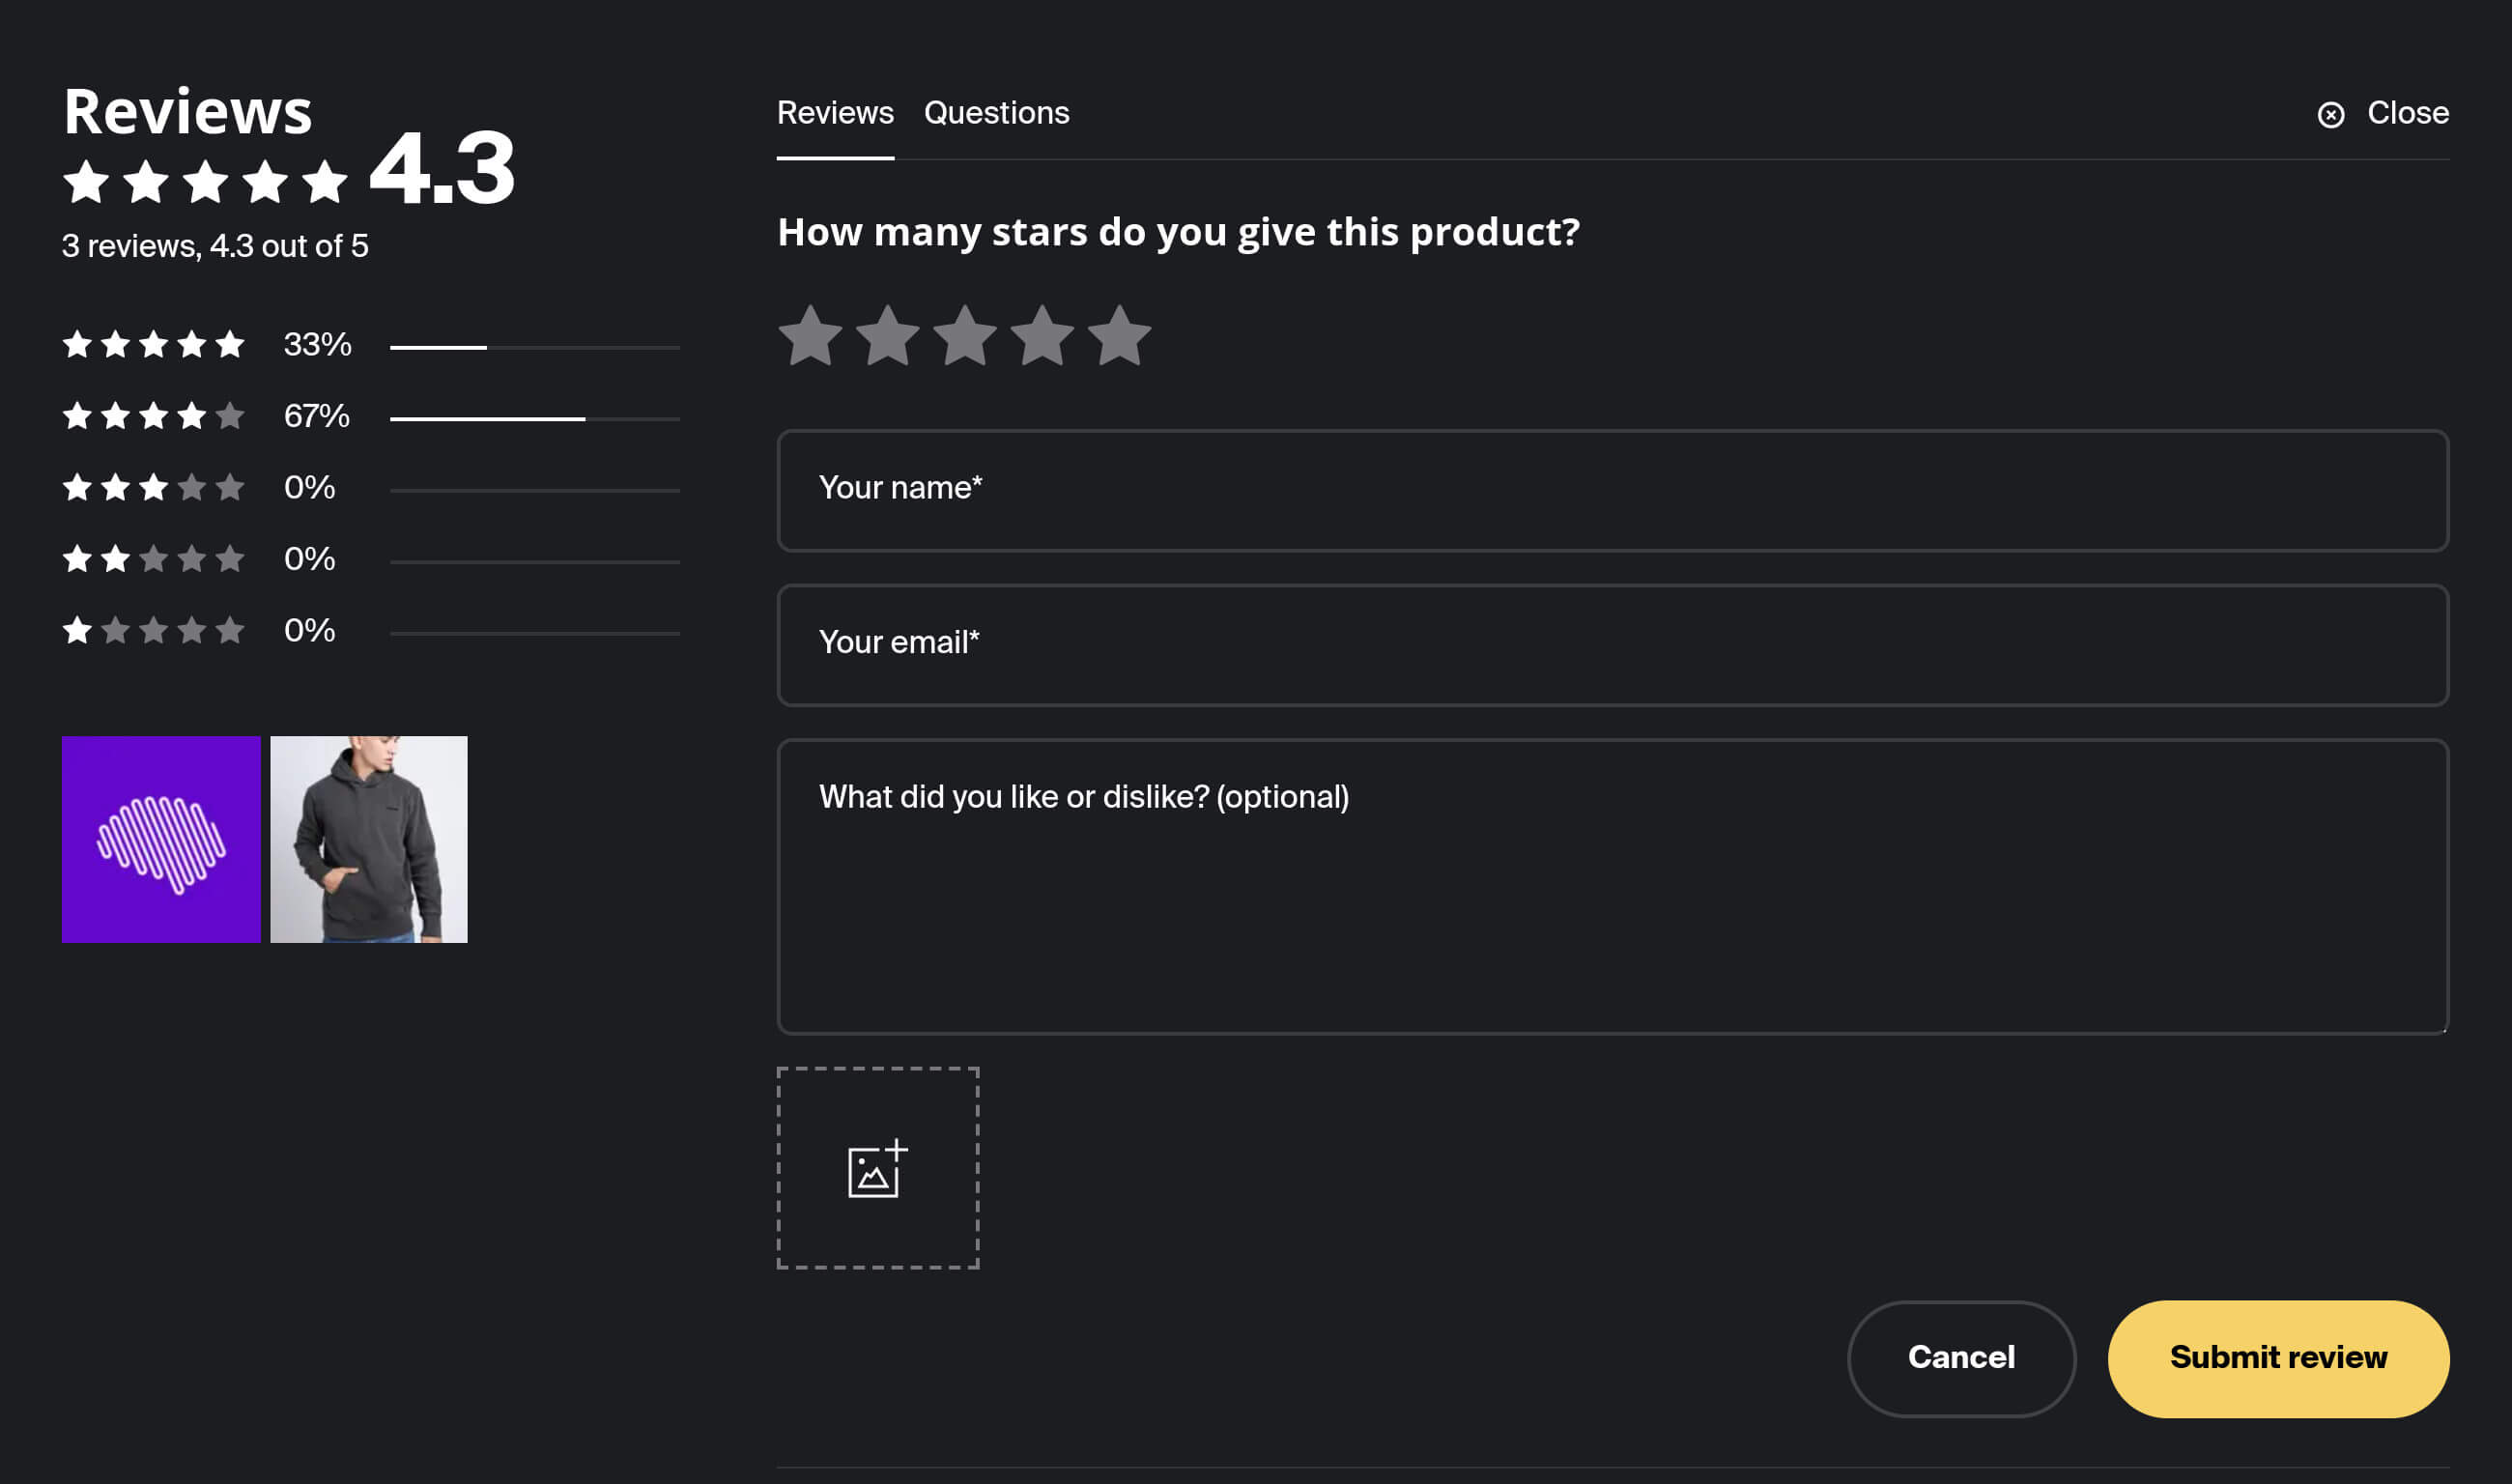 Reviews
4.3
3 reviews, 4.3 out of 5
33%
67%
0%
0%
0%
Reviews Questions
Close
How many stars do you give this product?
Your name*
Your email*
What did you like or dislike? (optional)
Cancel
Submit review